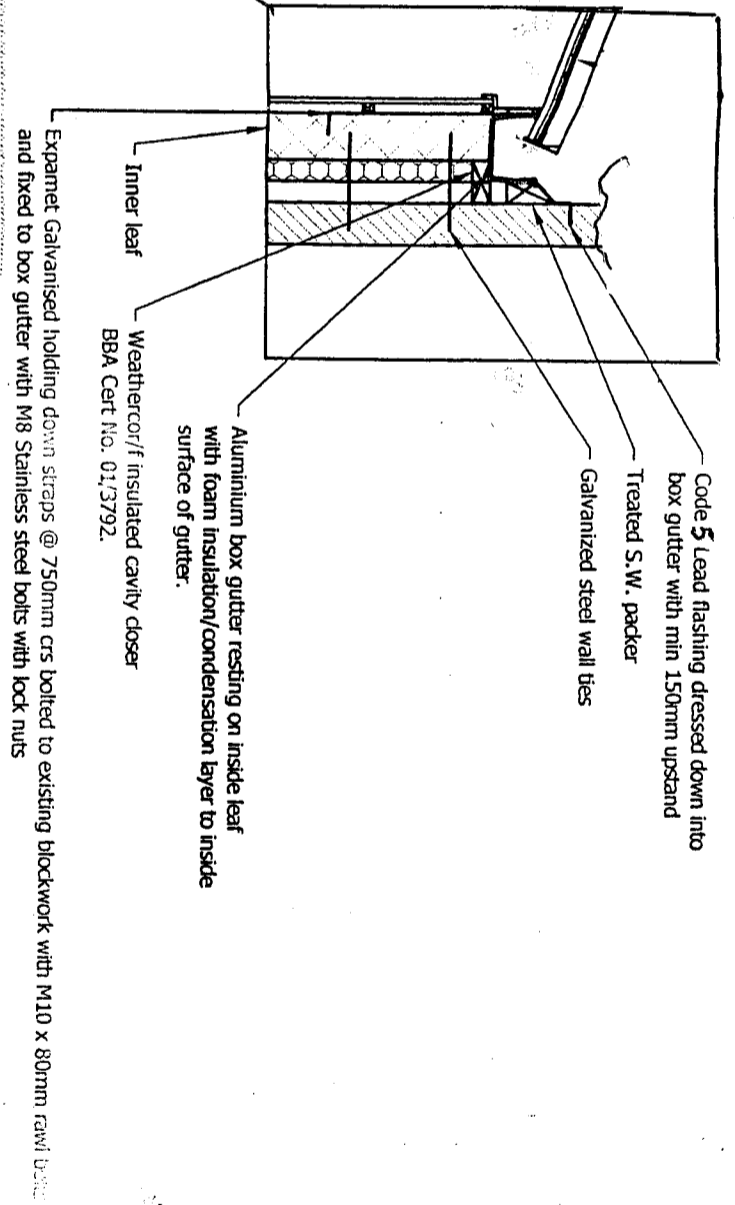 Code 5 Lead flashing dressed down into
box gutter with min 150mm upstand
Treated S.W. packer
Galvanized steel wall ties
Aluminium box gutter resting on inside leaf
with foam insulation/condensation layer to inside
surface of gutter.
Weathercor/f insulated cavity closer
BBA Cert No. 01/3792.
Inner leaf
Expamet Galvanised holding down straps @ 750mm crs bolted to existing blockwork with M10 x 80mm rawl
and fixed to box gutter with M8 Stainless steel bolts with lock nuts